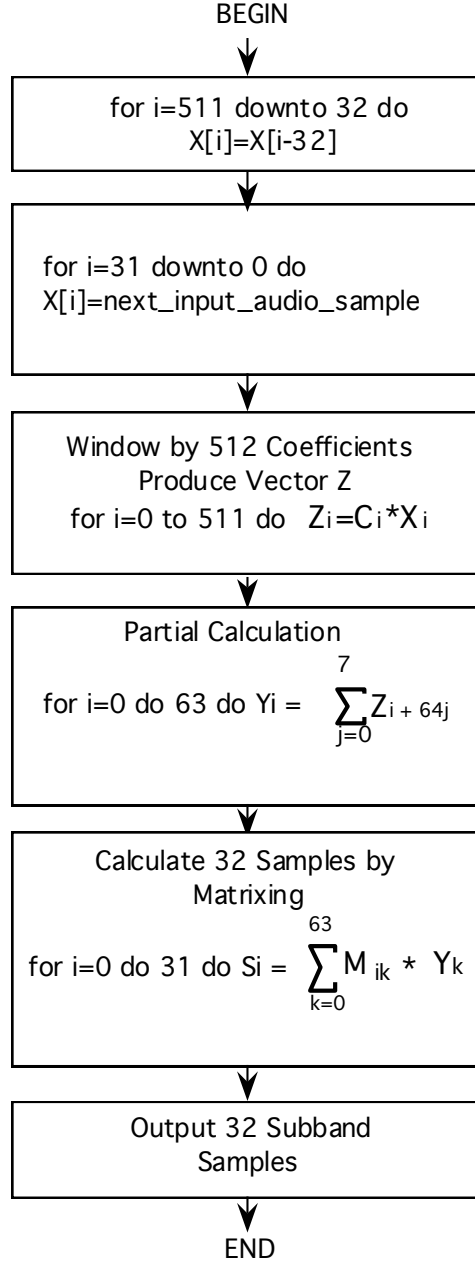 BEGIN
for i=511 downto 32 do
X[i]=X[i-32]
for i=31 downto 0 do
X[i]=next_input_audio_sample
Window by 512 Coefficients
Produce Vector Z
for i=0 to 511 do Zi=Ci*Xi
Partial Calculation
7
for i=0 do 63 do Yi = ∑Zi + 64j
j=0
Calculate 32 Samples by
Matrixing
63
for i=0 do 31 do Si = ∑M ik * Yk
k=0
Output 32 Subband
Samples
END